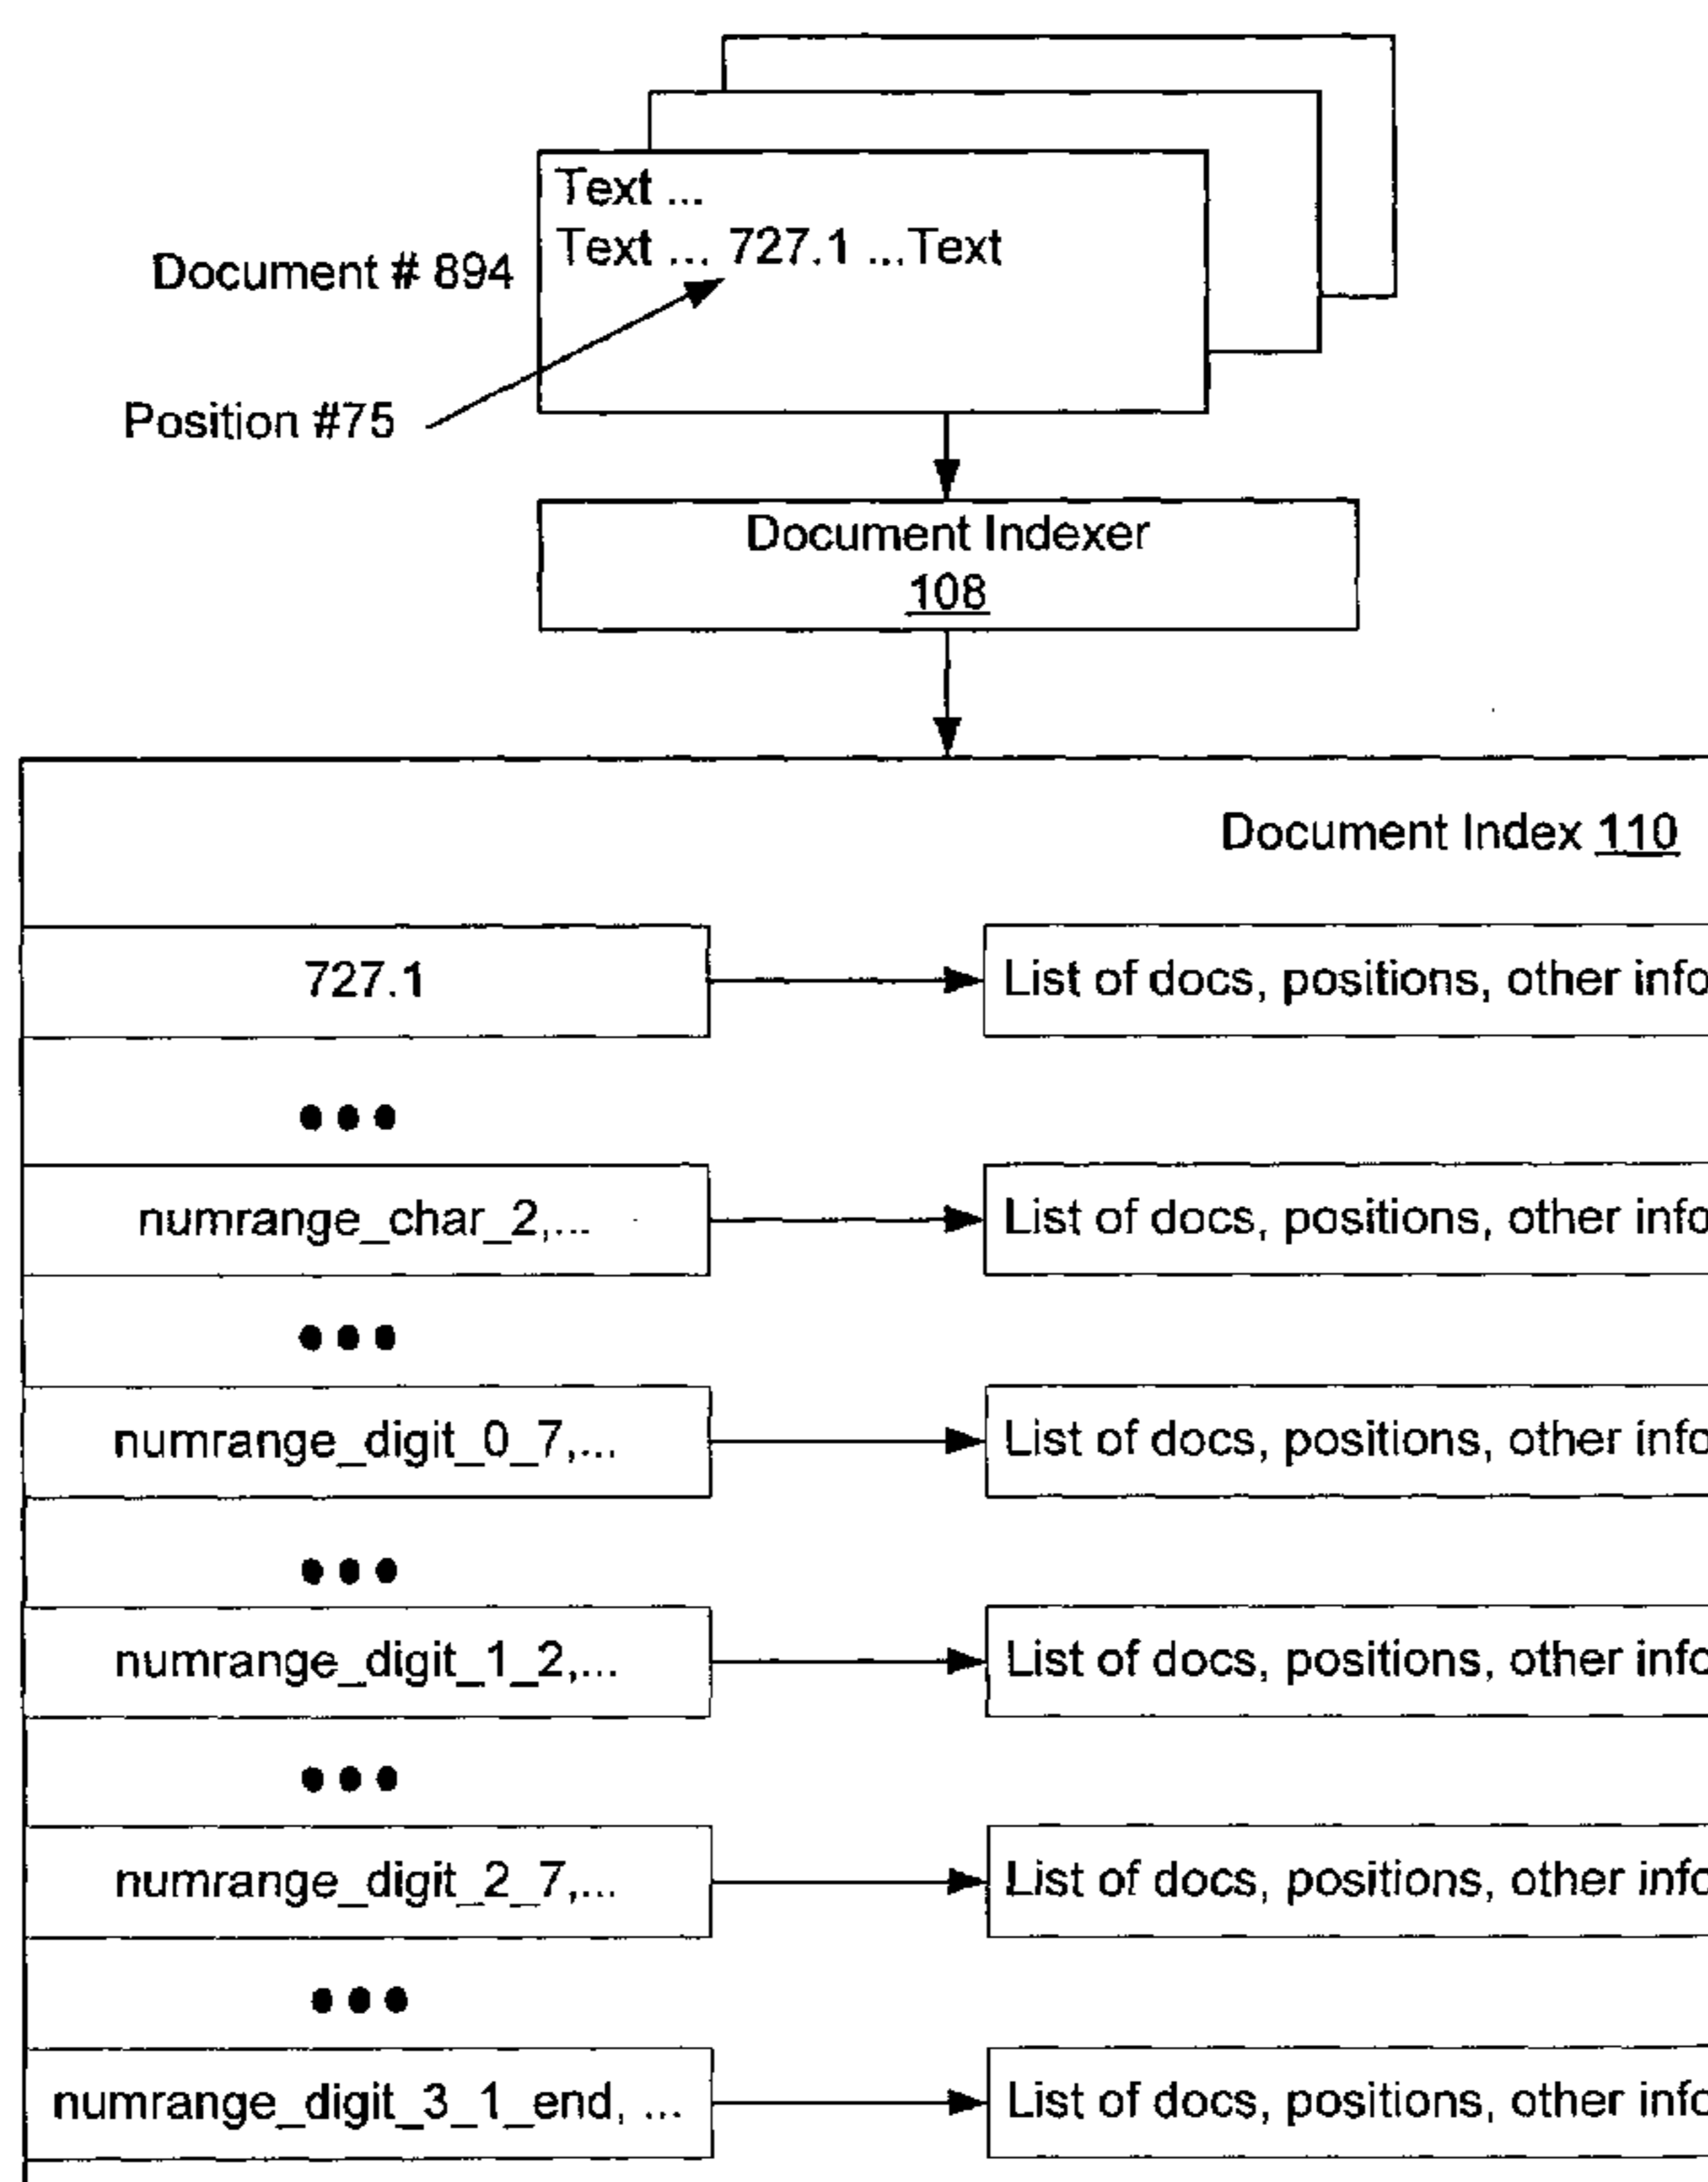 Text ...
Text ... 727.1 ...Text
Document # 894
Position #75
Document Indexer
108
Document Index 110
727.1
List of docs, positions, other info
numrange_char_2,...
List of docs, positions, other info
numrange_digit_0_7,...
List of docs, positions, other info
numrange_digit_1_2,...
List of docs, positions, other info
numrange_digit_2_7,...
List of docs, positions, other info
numrange_digit_3_1_end, ...
List of docs, positions, other info